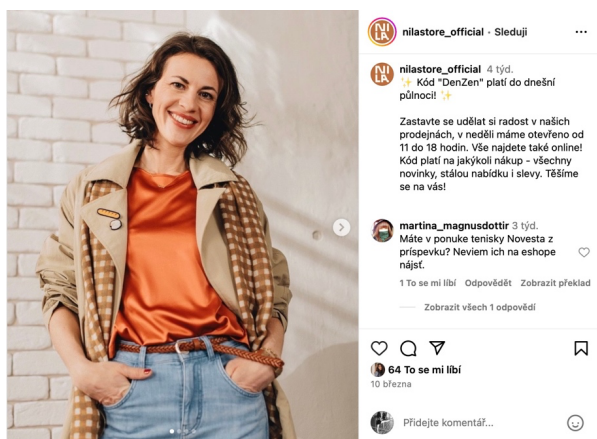 NI
LA
nilastore_official • Sleduji
NI
LA
nilastore_official 4 týd.
✨ Kód "DenZen" platí do dnešní
půlnoci! ✨
Zastavte se udělat si radost v našich
prodejnách, v neděli máme otevřeno od
11 do 18 hodin. Vše najdete také online!
Kód platí na jakýkoli nákup - všechny
novinky, stálou nabídku i slevy. Těšíme
se na vás!
martina_magnusdottir 3 týd.
Máte v ponuke tenisky Novesta z
príspevku? Neviem ich na eshope
nájsť.
1 To se mi líbí Odpovědět Zobrazit překlad
Zobrazit všech 1 odpovědí
64 To se mi líbí
10 března
Přidejte komentář...